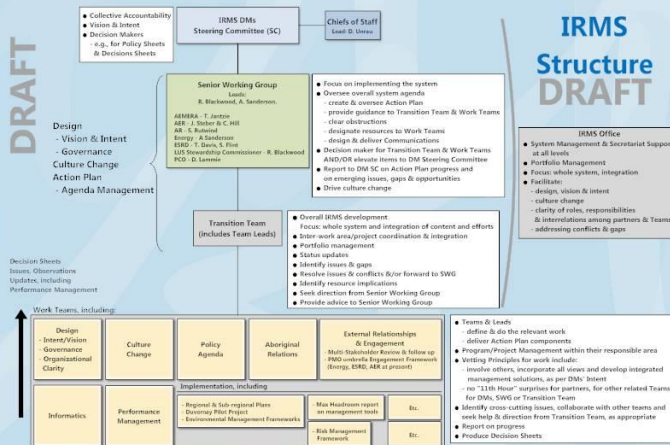 DRAFT
● Collective Accountability
● Vision & Intent
● Decision Makers
- e.g., for Policy Sheets
& Decisions Sheets
IRMS DMs
Steering Committee (SC)
Chiefs of Staff
Lead: D. Unrau
IRMS
Structure
DRAFT
Senior Working Group
Leads:
R. Blackwood, A. Sanderson.
AEMERA - T. Jantzie
AER - J. Stober & C. Hill
AR - S. Rutwind
Energy - A Sanderson
ESRD - T. Davis, S. Flint
LUS Stewardship Commissioner - R. Blackwood
PCO - D. Lammie
● Focus on implementing the system
● Oversee overall system agenda
- create & oversee Action Plan
- provide guidance to Transition Team & Work Teams
- clear obstructions
- designate resources to Work Teams
- design & deliver Communications
● Decision maker for Transition Team & Work Teams
AND/OR elevate items to DM Steering Committee
● Report to DM SC on Action Plan progress and
on emerging issues, gaps & opportunities
● Drive culture change
Design
- Vision & Intent
- Governance
Culture Change
Action Plan
- Agenda Management
IRMS Office
● System Management & Secretariat Support
at all levels
● Portfolio Management
● Focus: whole system, integration
● Facilitate:
- design, vision & intent
- culture change
- clarity of roles, responsibilities
& interrelations among partners & Teams
- addressing conflicts & gaps
Transition Team
(includes Team Leads)
● Overall IRMS development
Focus: whole system and integration of content and efforts
● Inter-work area/project coordination & integration
● Portfolio management
● Status updates
● Identify issues & gaps
● Resolve issues & conflicts &/or forward to SWG
● Identify resource implications
● Seek direction from Senior Working Group
● Provide advice to Senior Working Group
Decision Sheets
Issues, Observations
Updates, including
Performance Management
Work Teams, including:
Design
- Intent/Vision
- Governance
- Organizational
Clarity
Culture
Change
Policy
Agenda
Aboriginal
Relations
External Relationships
& Engagement
- Multi-Stakeholder Review & follow up
- PMO umbrella Engagement Framework
(Energy, ESRD, AER at present)
Informatics
Performance
Management
Implementation, including
- Regional & Sub-regional Plans
- Duvernay Pilot Project
- Environmental Management Frameworks
- Max Headroom report
on management tools
Etc.
- Risk Management
Framework
Etc.
● Teams & Leads
- define & do the relevant work
- deliver Action Plan components
● Program/Project Management within their responsible area
● Vetting Principles for work include:
- involve others, incorporate all views and develop integrated
management solutions, as per DMs' Intent
- no "11th Hour" surprises for partners, for other related Teams,
for DMs, SWG or Transition Team
● Identify cross-cutting issues, collaborate with other teams and
seek help & direction from Transition Team, as appropriate
● Report on progress
● Produce Decision Sheets